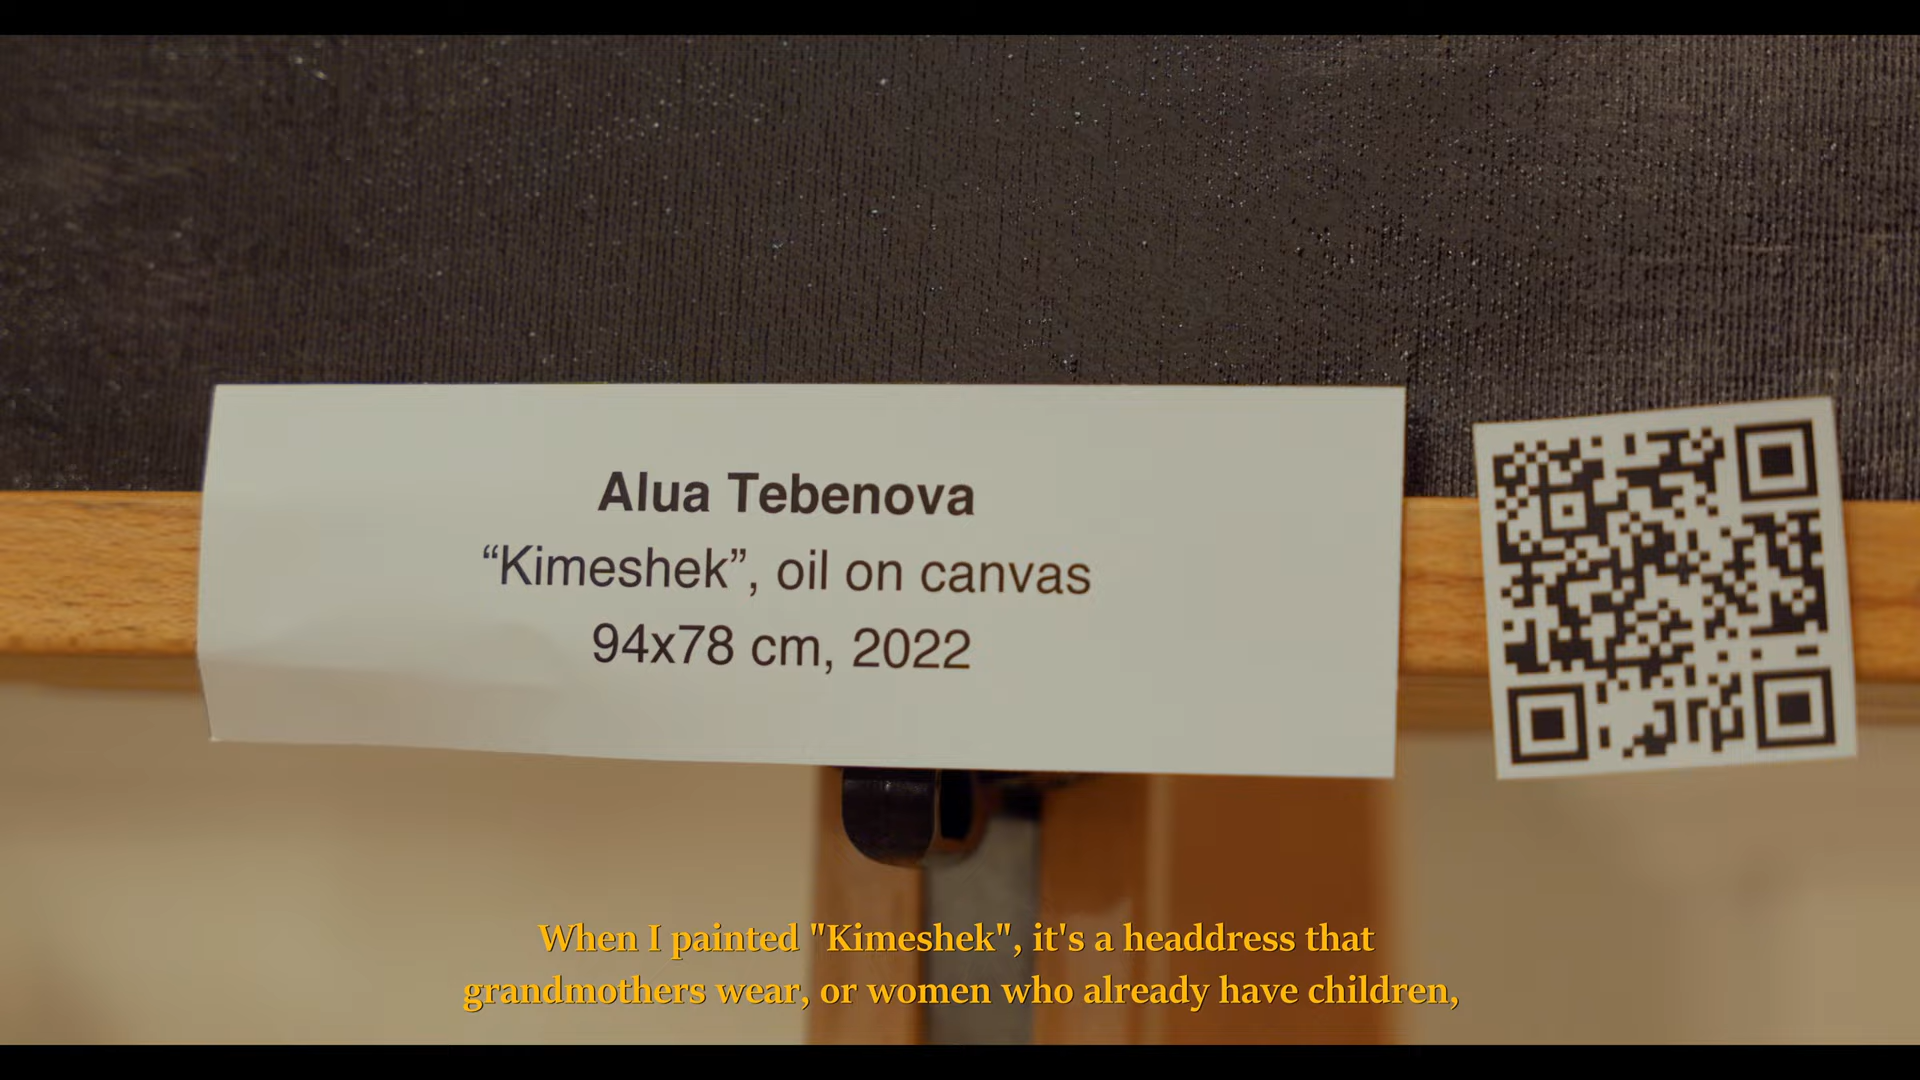 Alua Tebenova
“Kimeshek”, oil on canvas
94x78 cm, 2022
When I painted "Kimeshek", it's a headdress that
grandmothers wear, or women who already have children,